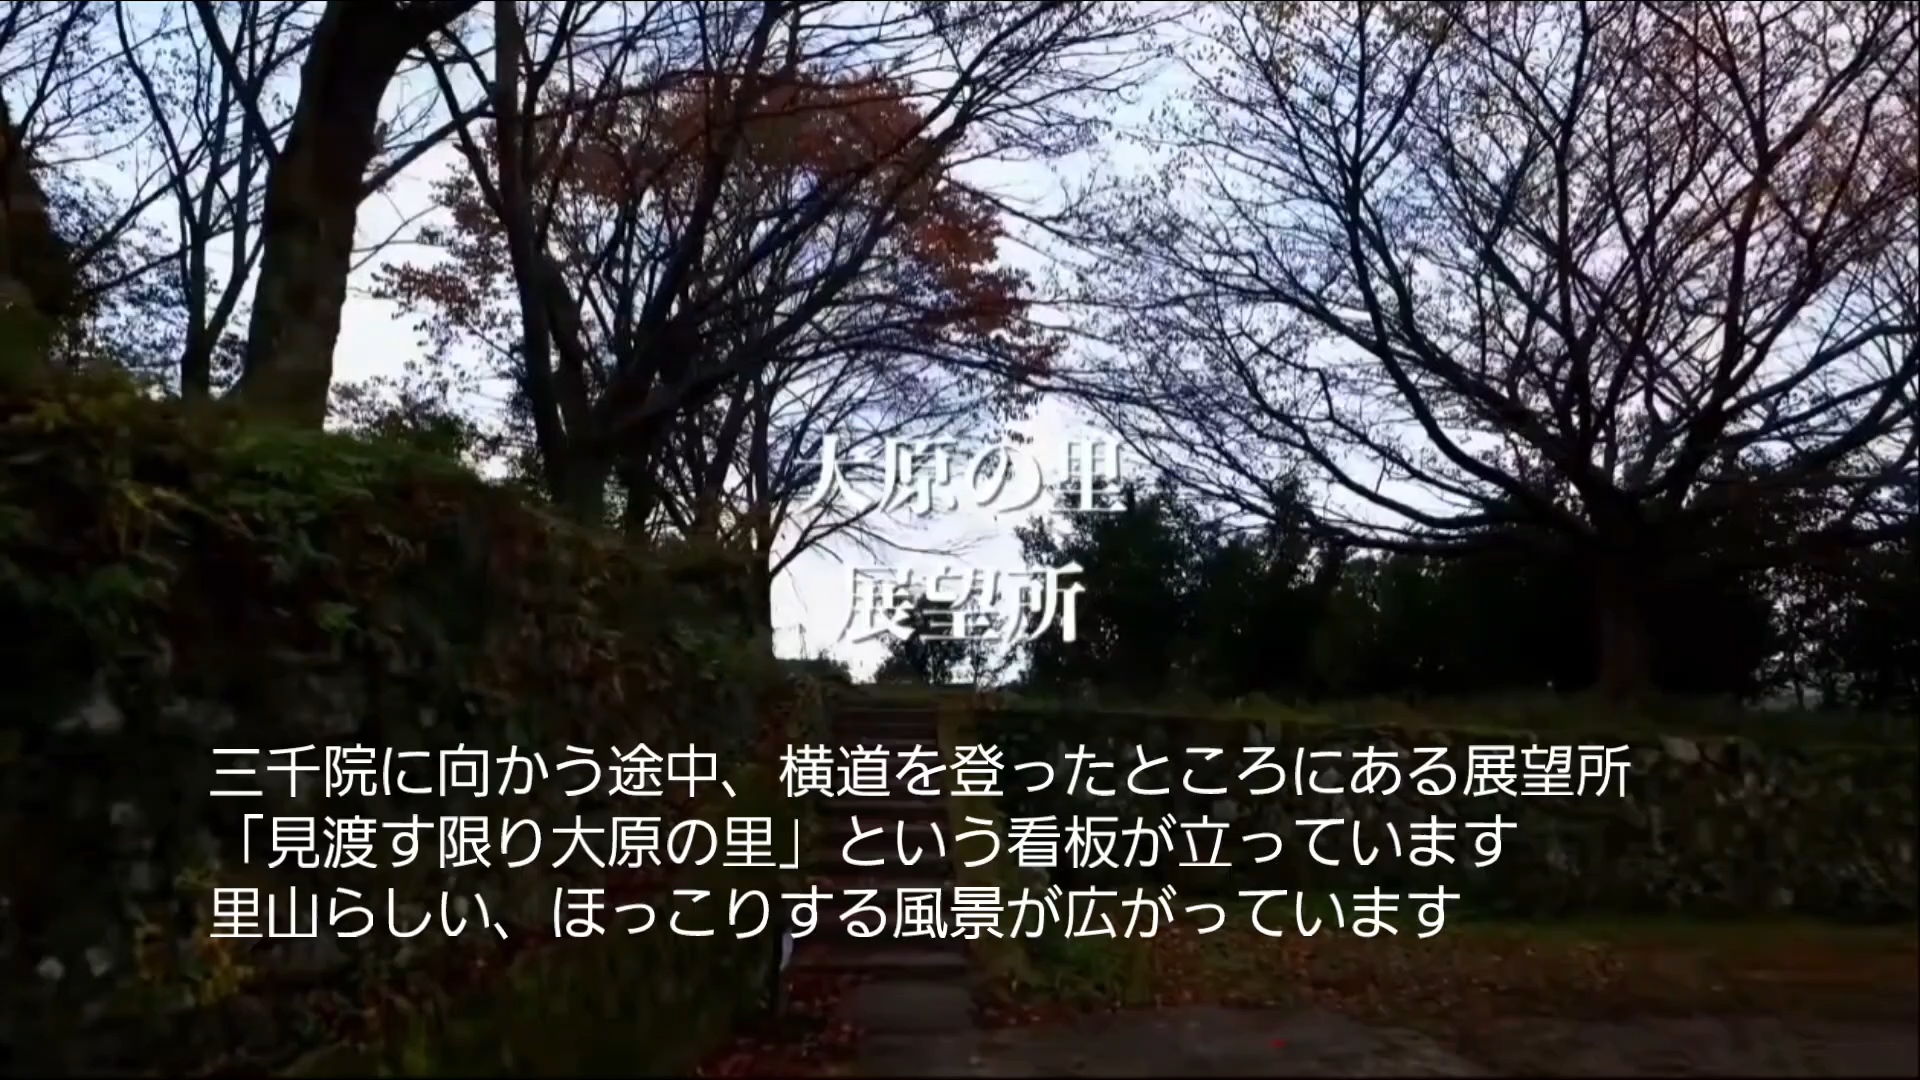 大原の里
展望所
三千院に向かう途中、横道を登ったところにある展望所
「見渡す限り大原の里」という看板が立っています
里山らしい、ほっこりする風景が広がっています